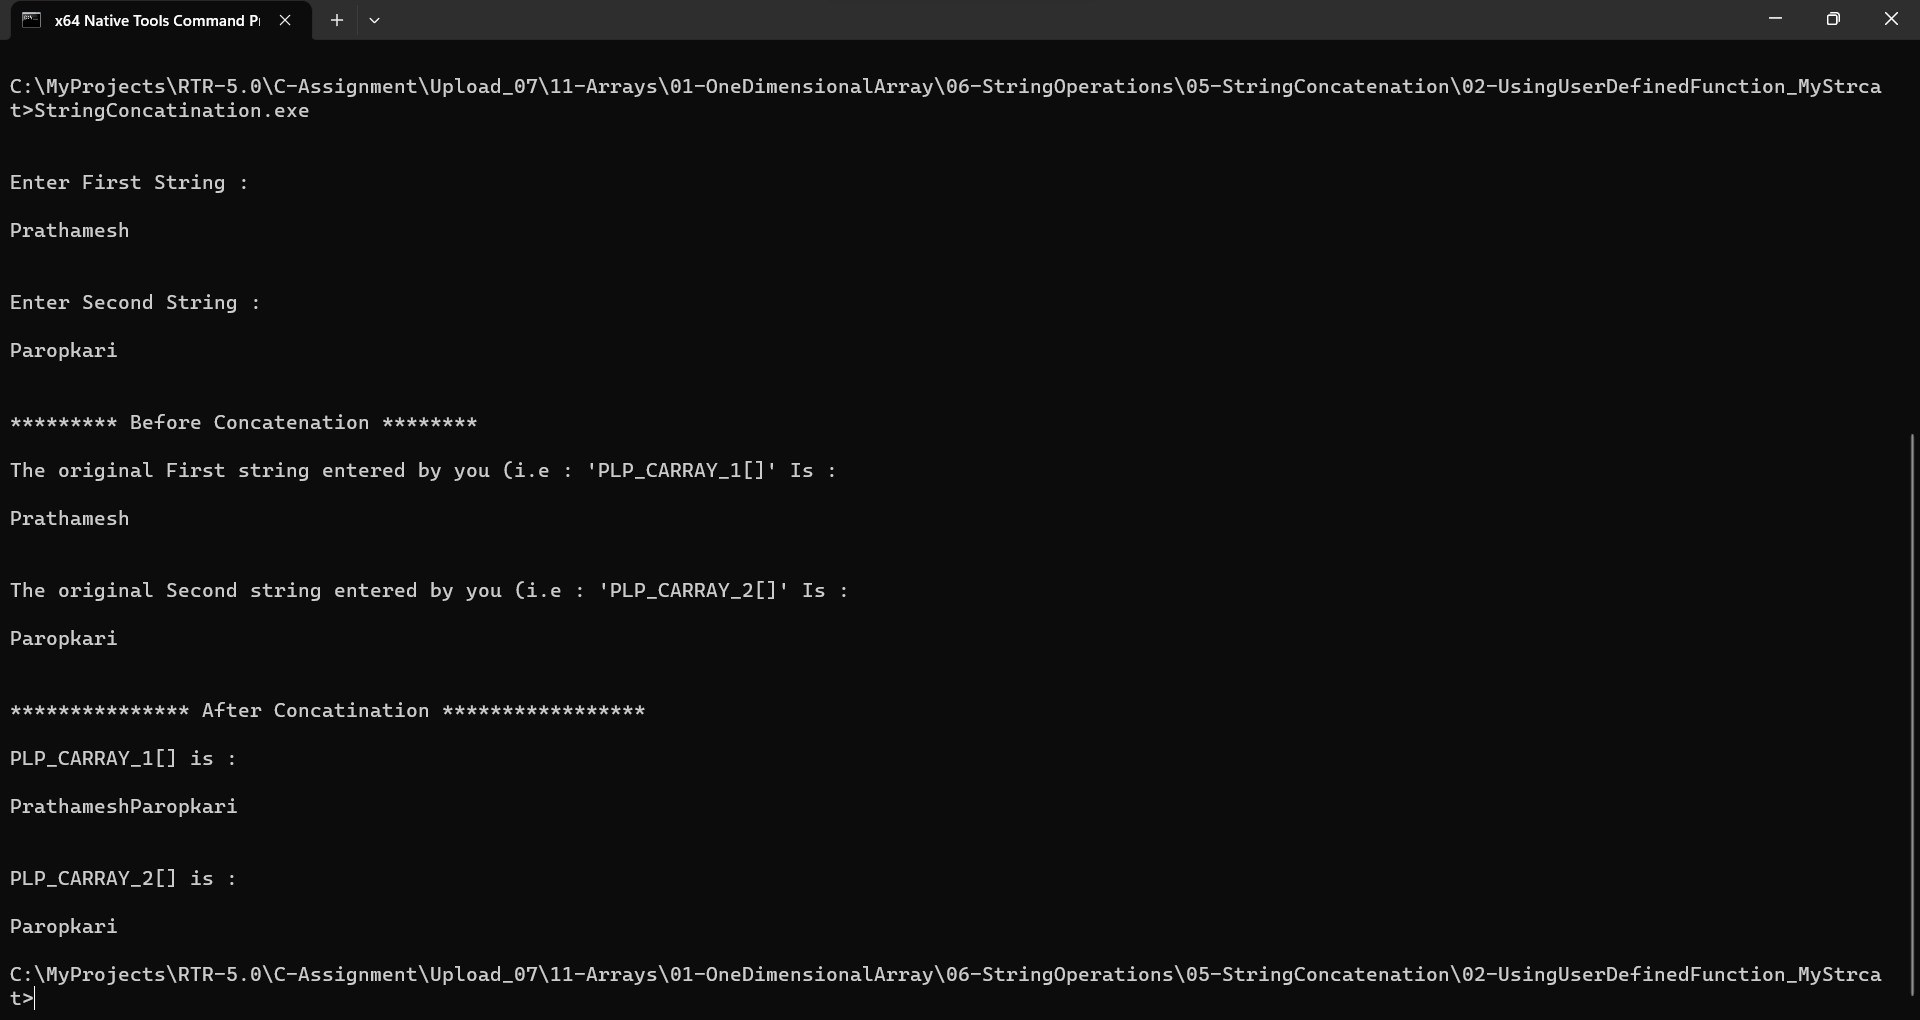 x64 Native Tools Command P
C:\MyProjects\RTR-5.0\C-Assignment\Upload_07\11-Arrays\01-OneDimensionalArray\06-StringOperations\05-StringConcatenation\02-UsingUserDefinedFunction_MyStrca
t>StringConcatination.exe
Enter First String :
Prathamesh
Enter Second String :
Paropkari
********* Before Concatenation ********
The original First string entered by you (i.e : 'PLP_CARRAY_1[]' Is :
Prathamesh
The original Second string entered by you (i.e : 'PLP_CARRAY_2[]' Is :
Paropkari
*************** After Concatination *****************
PLP_CARRAY_1[] is :
PrathameshParopkari
PLP_CARRAY_2[] is :
Paropkari
C:\MyProjects\RTR-5.0\C-Assignment\Upload_07\11-Arrays\01-OneDimensionalArray\06-StringOperations\05-StringConcatenation\02-UsingUserDefinedFunction_MyStrca
t>